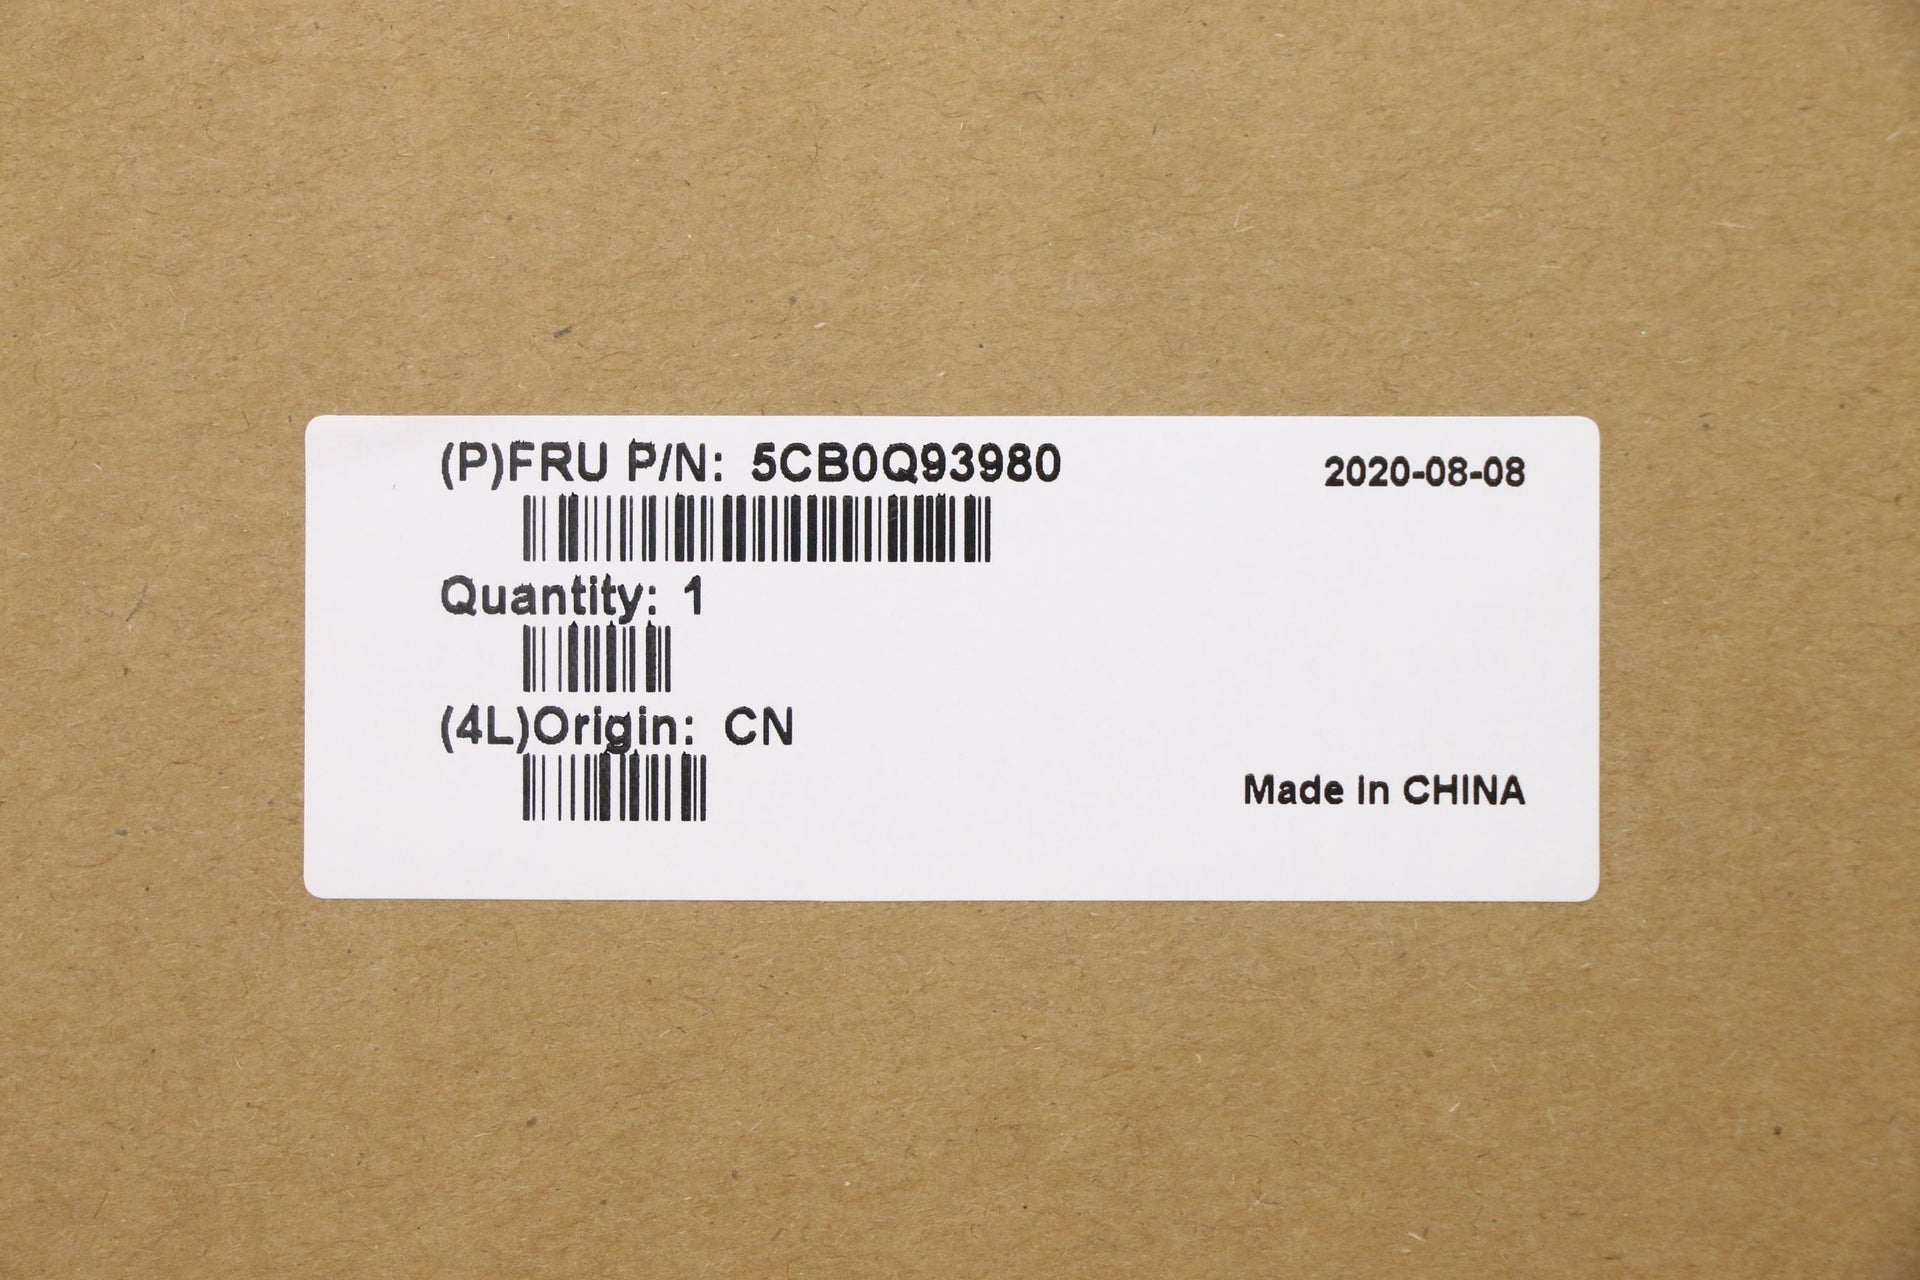 (P)FRU P/N: 5CB0Q93980
2020-08-08
Quantity: 1
(4L)Origin: CN
Made in CHINA